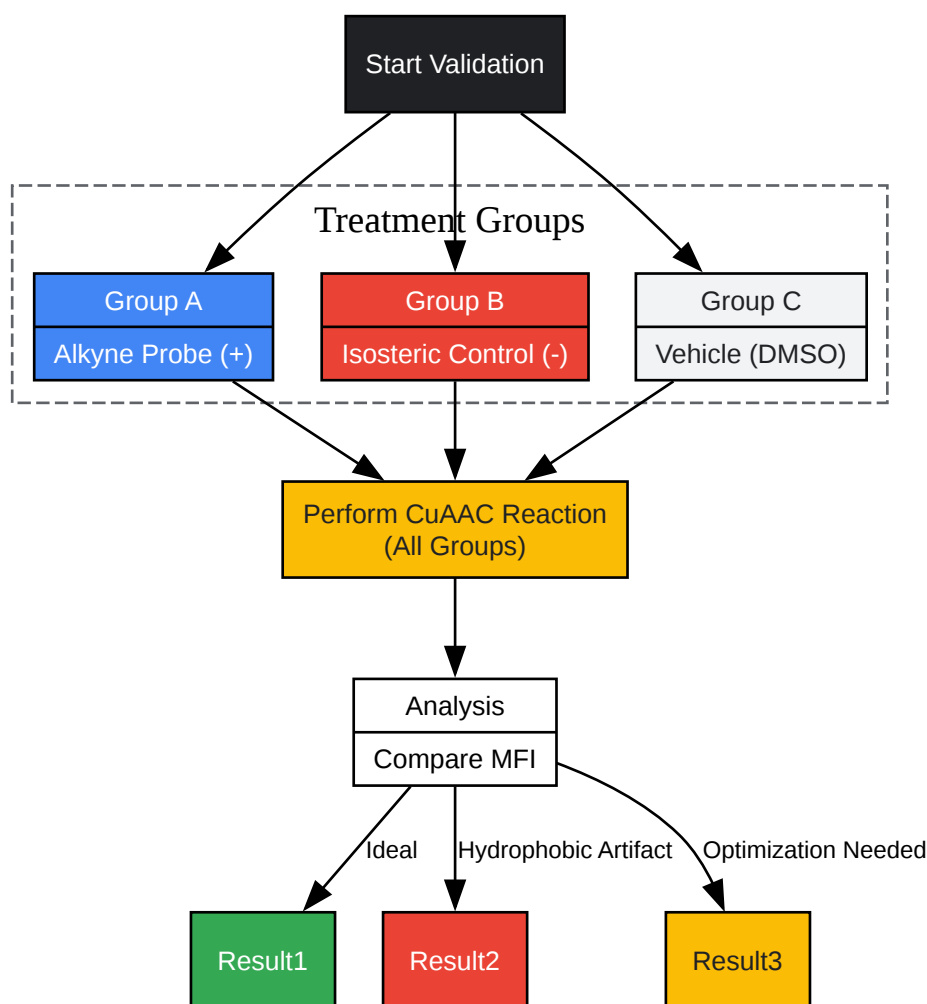 Start Validation
Treatment Groups
Group A
Alkyne Probe (+)
Group B
Isosteric Control (-)
Group C
Vehicle (DMSO)
Perform CuAAC Reaction
(All Groups)
Analysis
Compare MFI
Ideal
Hydrophobic Artifact
Optimization Needed
Result1
Result2
Result3